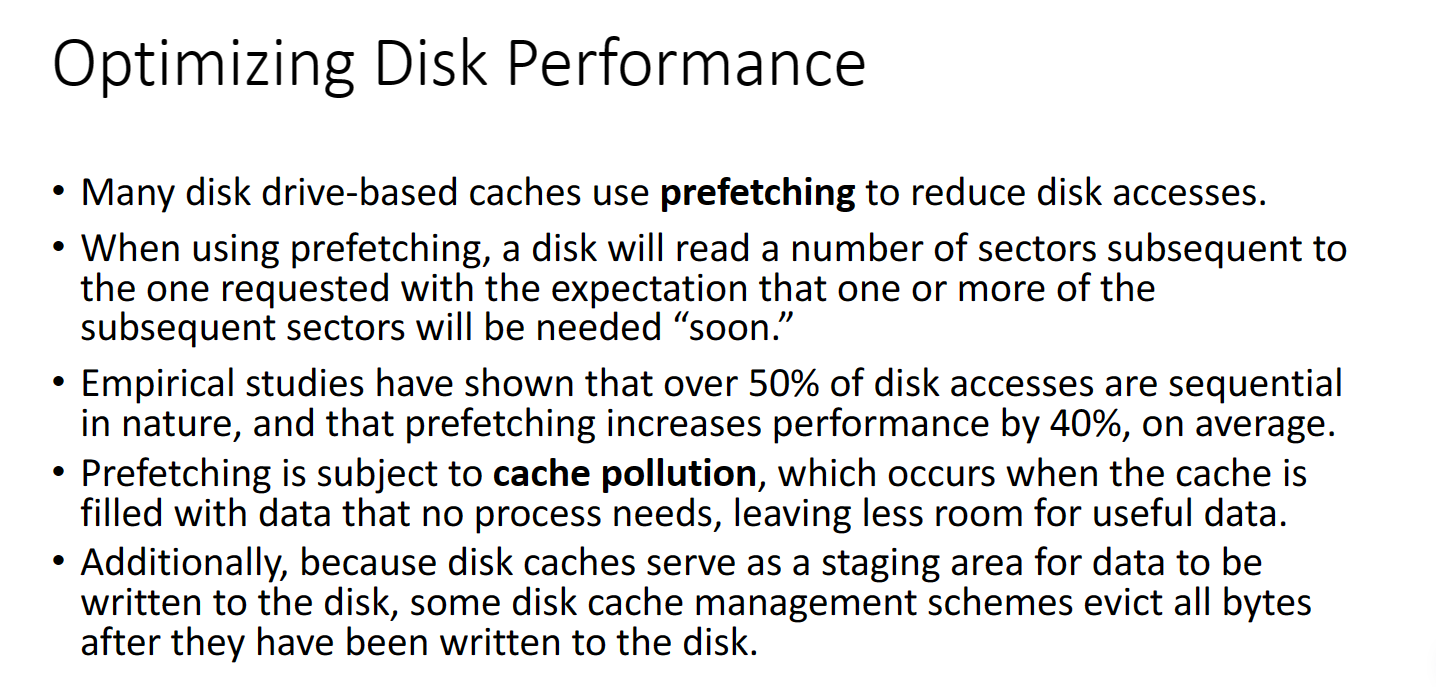 Optimizing Disk Performance
• Many disk drive-based caches use prefetching to reduce disk accesses.
• When using prefetching, a disk will read a number of sectors subsequent to
the one requested with the expectation that one or more of the
subsequent sectors will be needed “soon.”
• Empirical studies have shown that over 50% of disk accesses are sequential
in nature, and that prefetching increases performance by 40%, on average.
• Prefetching is subject to cache pollution, which occurs when the cache is
filled with data that no process needs, leaving less room for useful data.
• Additionally, because disk caches serve as a staging area for data to be
written to the disk, some disk cache management schemes evict all bytes
after they have been written to the disk.